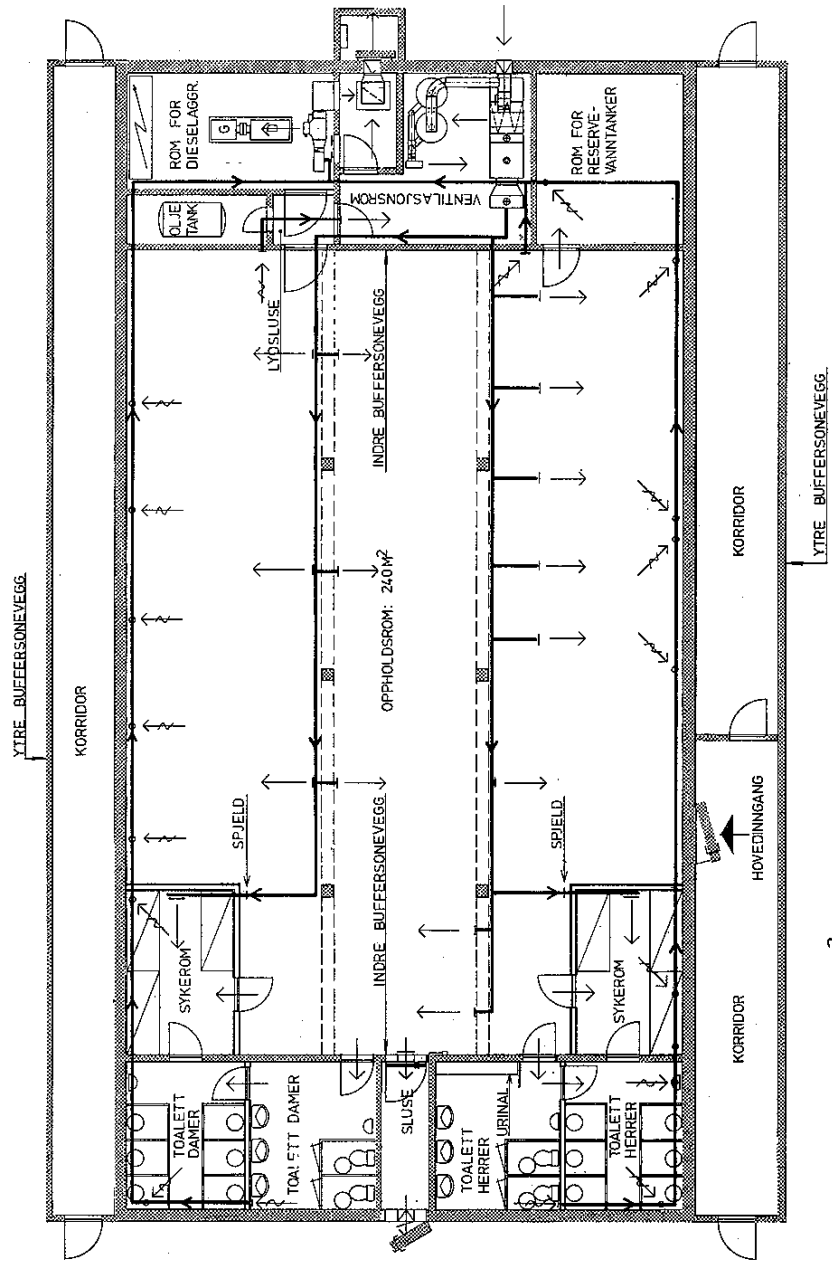 YTRE BUFFERSONEVEGG
KORRIDOR
ROM FOR
DIESELAGGR.
G
OLJE
TANK
LYDSLUSE
SPJELD
SYKEROM
TOALETT
DAMER
TOALETT DAMER
VENTILASJONSROM
INDRE BUFFERSONEVEGG
OPPHOLDSROM: 240 M2
INDRE BUFFERSONEVEGG
SLUSE
ROM FOR
RESERVE-
VANNTANKER
SPJELD
SYKEROM
URINAL
TOALETT
HERRER
TOALETT
HERRER
KORRIDOR
HOVEDINNGANG
KORRIDOR
YTRE BUFFERSONEVEGG